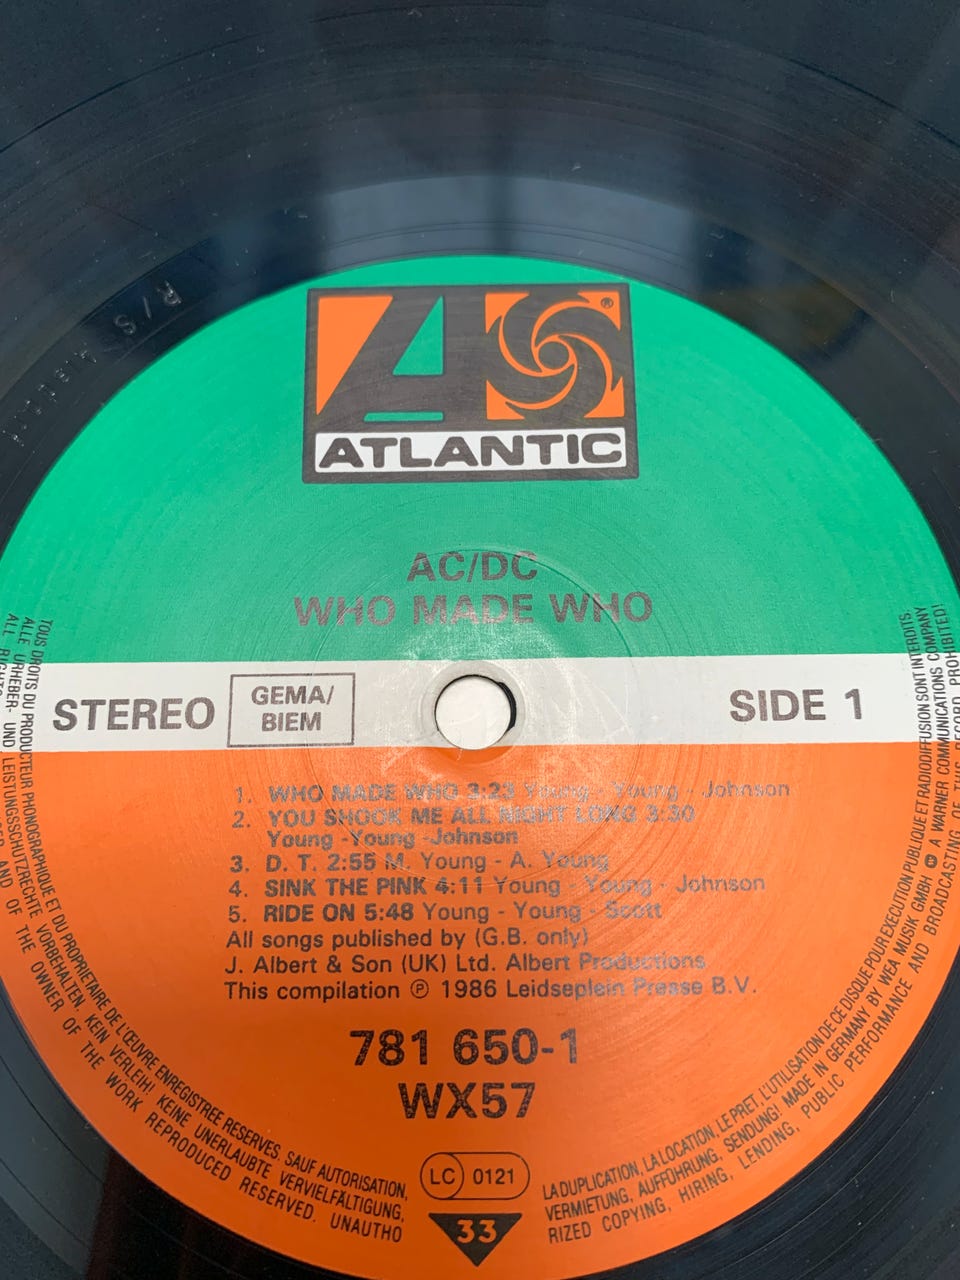 R/S Alsdorf
®
ATLANTIC
AC/DC
WHO MADE WHO
STEREO
GEMA/
BIEM
SIDE 1
1. WHO MADE WHO 3:23 Young - Young - Johnson
2. YOU SHOOK ME ALL NIGHT LONG 3:30
Young -Young -Johnson
3. D. T. 2:55 M. Young - A. Young
4. SINK THE PINK 4:11 Young - Young - Johnson
5. RIDE ON 5:48 Young - Young - Scott
All songs published by (G.B. only)
J. Albert & Son (UK) Ltd. Albert Productions
This compilation ℗ 1986 Leidseplein Presse B.V.
781 650-1
WX57
LC 0121
33
TOUS DROITS DU PRODUCTEUR PHONOGRAPHIQUE ET DU PROPRIETAIRE DE L'ŒUVRE ENREGISTREE RESERVES. SAUF AUTORISATION,
LA DUPLICATION, LA LOCATION, LE PRET, L'UTILISATION DE CE DISQUE POUR EXECUTION PUBLIQUE ET RADIODIFFUSION SONT INTERDITS.
ALLE URHEBER- UND LEISTUNGSSCHUTZRECHTE VORBEHALTEN. KEIN VERLEIH! KEINE UNERLAUBTE VERVIELFÄLTIGUNG,
VERMIETUNG, AUFFÜHRUNG, SENDUNG! MADE IN GERMANY BY WEA MUSIK GMBH A WARNER COMMUNICATIONS COMPANY
ALL RIGHTS AND OF THE OWNER OF THE WORK REPRODUCED RESERVED. UNAUTHO
RIZED COPYING, HIRING, LENDING, PUBLIC PERFORMANCE AND BROADCASTING OF THIS RECORD PROHIBITED!